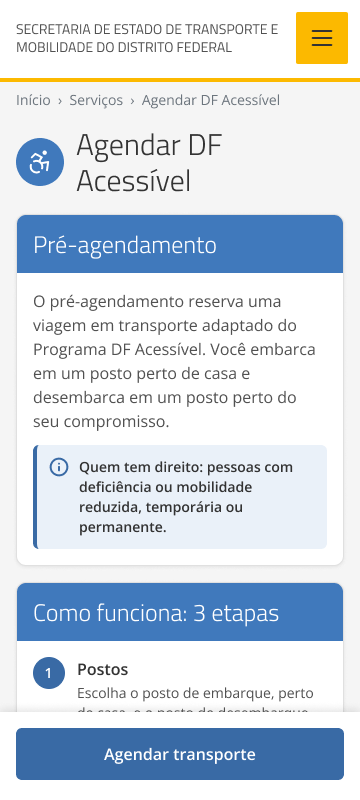 SECRETARIA DE ESTADO DE TRANSPORTE E
MOBILIDADE DO DISTRITO FEDERAL
Início › Serviços › Agendar DF Acessível
Agendar DF
Acessível
Pré-agendamento
O pré-agendamento reserva uma
viagem em transporte adaptado do
Programa DF Acessível. Você embarca
em um posto perto de casa e
desembarca em um posto perto do
seu compromisso.
Quem tem direito: pessoas com
deficiência ou mobilidade
reduzida, temporária ou
permanente.
Como funciona: 3 etapas
1 Postos
Escolha o posto de embarque, perto
Agendar transporte